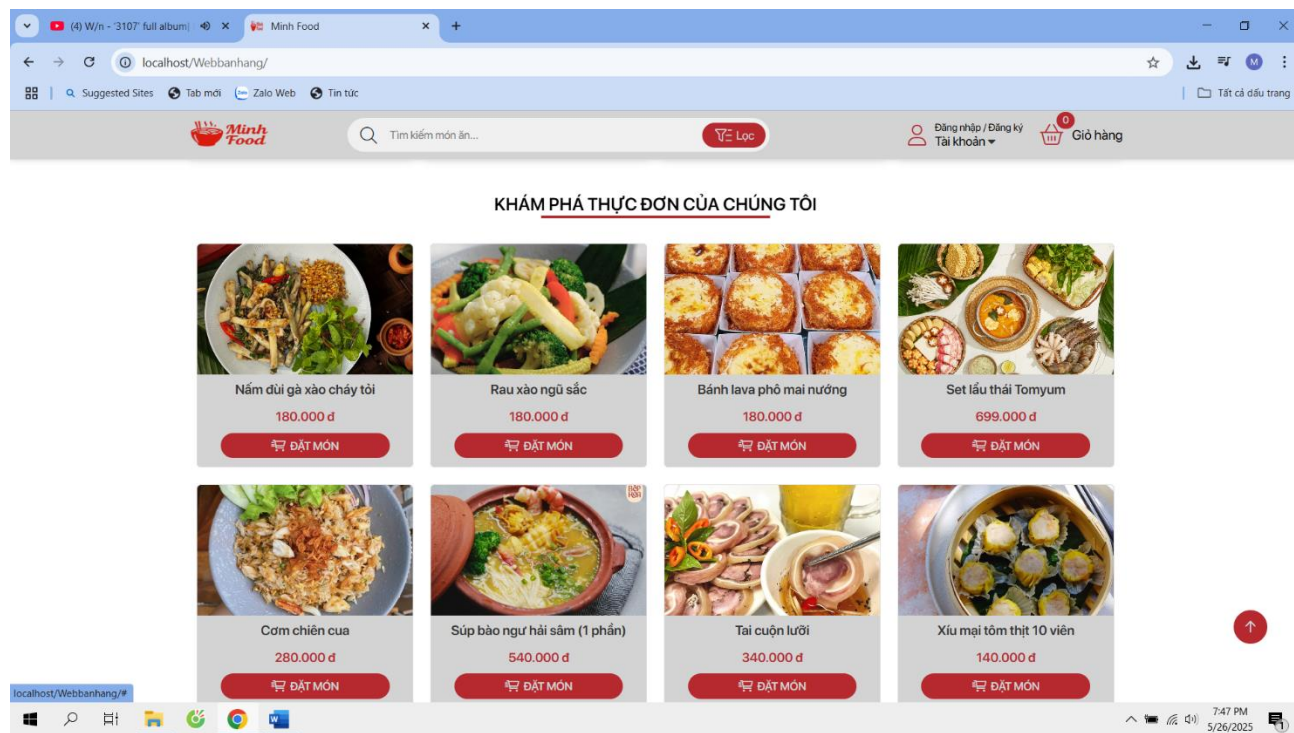 (4) W/n - '3107' full album|
Minh Food
localhost/Webbanhang/
M
Suggested Sites
Tab mới
Zalo Web
Tin tức
Tất cả dấu trang
Minh
Food
Tìm kiếm món ăn...
Lọc
Đăng nhập / Đăng ký
Tài khoản
0
Giỏ hàng
KHÁM PHÁ THỰC ĐƠN CỦA CHÚNG TÔI
Nấm đùi gà xào cháy tỏi
180.000 đ
ĐẶT MÓN
Rau xào ngũ sắc
180.000 đ
ĐẶT MÓN
Bánh lava phô mai nướng
180.000 đ
ĐẶT MÓN
Set lẩu thái Tomyum
699.000 đ
ĐẶT MÓN
Cơm chiên cua
280.000 đ
ĐẶT MÓN
Súp bào ngư hải sâm (1 phần)
540.000 đ
ĐẶT MÓN
Tai cuộn lưỡi
340.000 đ
ĐẶT MÓN
Xíu mại tôm thịt 10 viên
140.000 đ
ĐẶT MÓN
localhost/Webbanhang/#
7:47 PM
5/26/2025
1